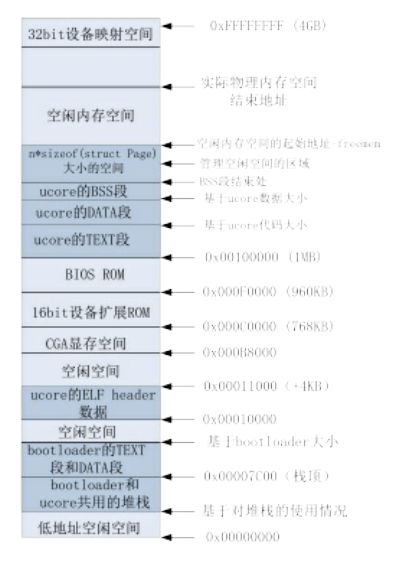 0xFFFFFFFF (4GB)
32bit设备映射空间
实际物理内存空间
结束地址
空闲内存空间
空闲内存空间的起始地址-freemem
n*sizeof(struct Page)
大小的空间
管理空闲空间的区域
BSS段结束处
ucore的BSS段
基于ucore数据大小
ucore的DATA段
基于ucore代码大小
ucore的TEXT段
0x00100000 (1MB)
BIOS ROM
0x000F0000 (960KB)
16bit设备扩展ROM
0x000C0000 (768KB)
CGA显存空间
0x000B8000
空闲空间
0x00011000 (+4KB)
ucore的ELF header
数据
0x00010000
空闲空间
基于bootloader大小
bootloader的TEXT
段和DATA段
0x00007C00 (栈顶)
bootloader和
ucore共用的堆栈
基于对堆栈的使用情况
低地址空闲空间
0x00000000